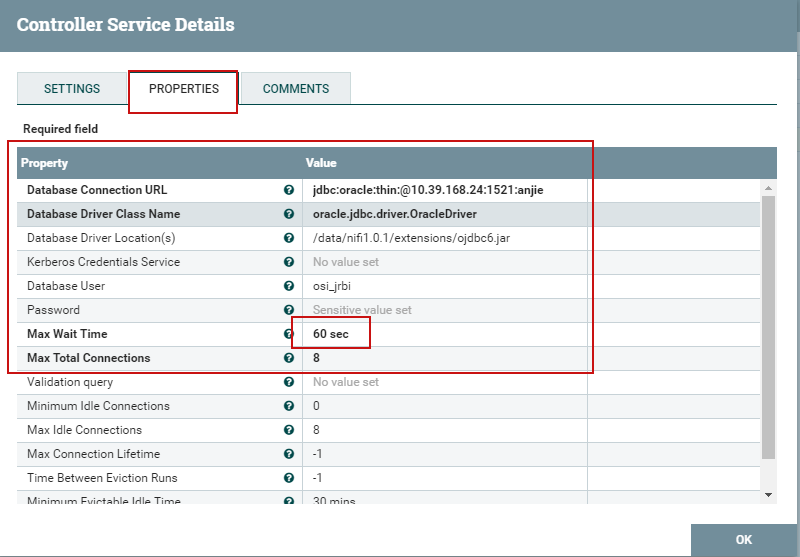 Controller Service Details
SETTINGS PROPERTIES COMMENTS
Required field
Property Value
Database Connection URL jdbc:oracle:thin:@10.39.168.24:1521:anjie
Database Driver Class Name oracle.jdbc.driver.OracleDriver
Database Driver Location(s) /data/nifi1.0.1/extensions/ojdbc6.jar
Kerberos Credentials Service No value set
Database User osi_jrbi
Password Sensitive value set
Max Wait Time 60 sec
Max Total Connections 8
Validation query No value set
Minimum Idle Connections 0
Max Idle Connections 8
Max Connection Lifetime -1
Time Between Eviction Runs -1
Minimum Evictable Idle Time 30 mins
OK